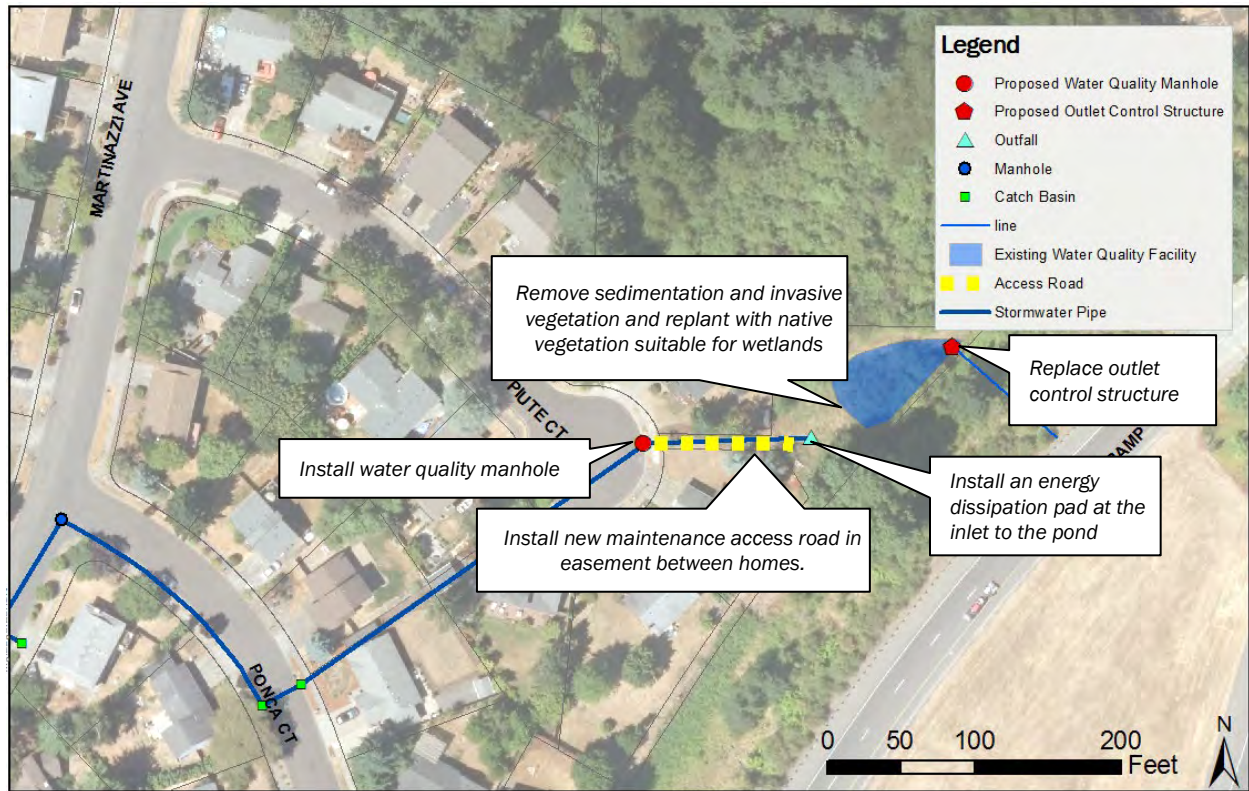 Legend
Proposed Water Quality Manhole
Proposed Outlet Control Structure
Outfall
Manhole
Catch Basin
line
Existing Water Quality Facility
Access Road
Stormwater Pipe
MARTINAZZI AVE
Remove sedimentation and invasive
vegetation and replant with native
vegetation suitable for wetlands
Replace outlet
control structure
PIUTE CT
RAMP
Install water quality manhole
Install an energy
dissipation pad at the
inlet to the pond
Install new maintenance access road in
easement between homes.
PONCA CT
0 50 100 200
Feet
N